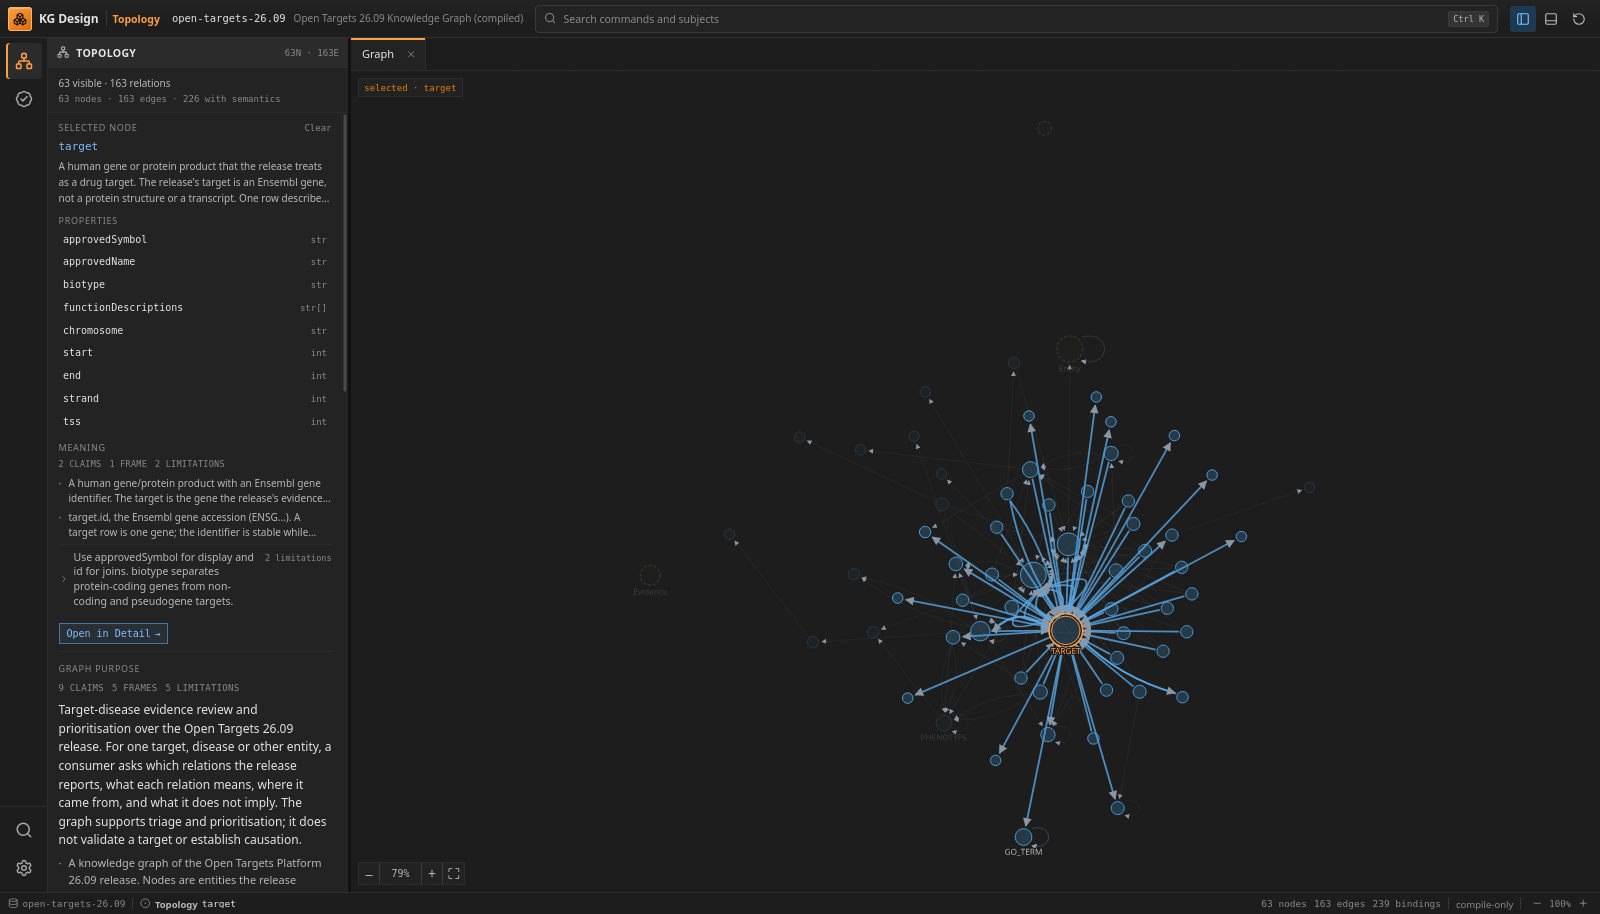 KG Design Topology open-targets-26.09 Open Targets 26.09 Knowledge Graph (compiled)
Search commands and subjects
Ctrl K
TOPOLOGY 63N · 163E
63 visible · 163 relations
63 nodes · 163 edges · 226 with semantics
SELECTED NODE Clear
target
A human gene or protein product that the release treats
as a drug target. The release's target is an Ensembl gene,
not a protein structure or a transcript. One row describe...
PROPERTIES
approvedSymbol str
approvedName str
biotype str
functionDescriptions str[]
chromosome str
start int
end int
strand int
tss int
MEANING
2 CLAIMS 1 FRAME 2 LIMITATIONS
· A human gene/protein product with an Ensembl gene
identifier. The target is the gene the release's evidence...
· target.id, the Ensembl gene accession (ENSG...). A
target row is one gene; the identifier is stable while...
Use approvedSymbol for display and 2 limitations
id for joins. biotype separates
protein-coding genes from non-
coding and pseudogene targets.
Open in Detail →
GRAPH PURPOSE
9 CLAIMS 5 FRAMES 5 LIMITATIONS
Target-disease evidence review and
prioritisation over the Open Targets 26.09
release. For one target, disease or other entity, a
consumer asks which relations the release
reports, what each relation means, where it
came from, and what it does not imply. The
graph supports triage and prioritisation; it does
not validate a target or establish causation.
· A knowledge graph of the Open Targets Platform
26.09 release. Nodes are entities the release
Graph ×
selected · target
Entity
Evidence
TARGET
PHENOTYPE
GO_TERM
– 79% +
open-targets-26.09 Topology target
63 nodes 163 edges 239 bindings compile-only – 100% +